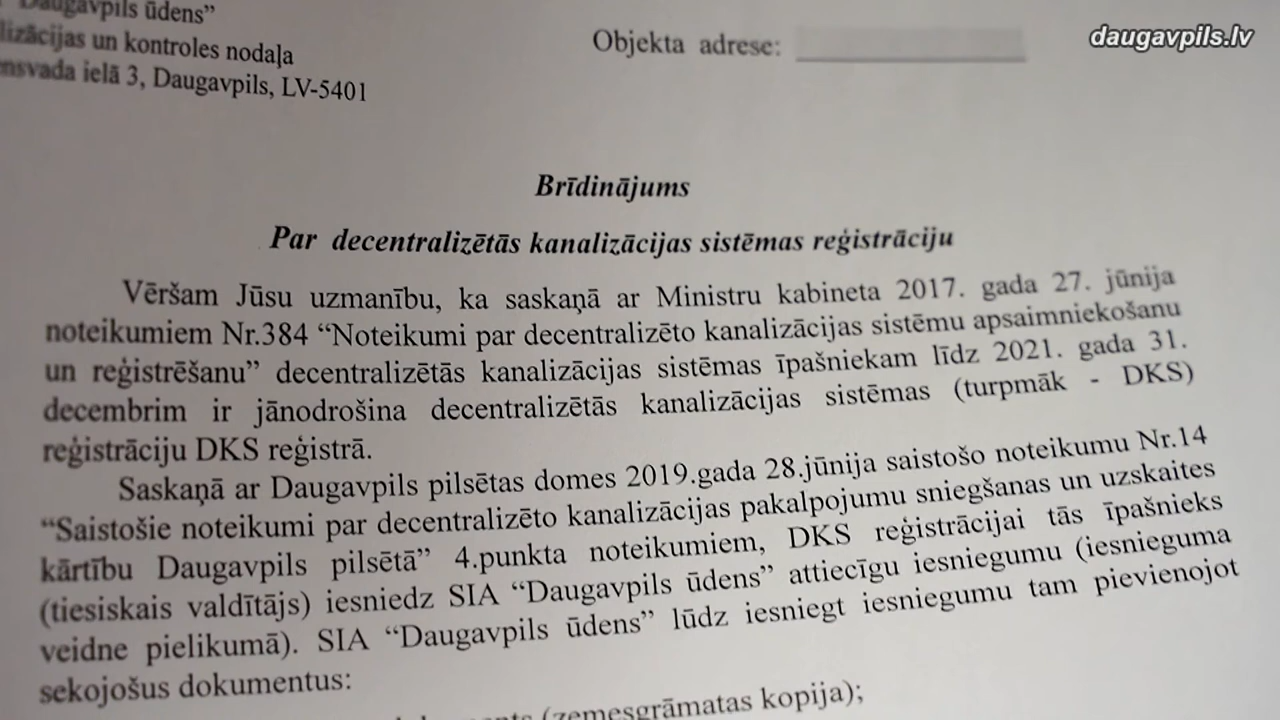 Daugavpils ūdens”
lizācijas un kontroles nodaļa
ensvada ielā 3, Daugavpils, LV-5401
Objekta adrese:
daugavpils.lv
Brīdinājums
Par decentralizētās kanalizācijas sistēmas reģistrāciju
Vēršam Jūsu uzmanību, ka saskaņā ar Ministru kabineta 2017. gada 27. jūnija
noteikumiem Nr.384 “Noteikumi par decentralizēto kanalizācijas sistēmu apsaimniekošanu
un reģistrēšanu” decentralizētās kanalizācijas sistēmas īpašniekam līdz 2021. gada 31.
decembrim ir jānodrošina decentralizētās kanalizācijas sistēmas (turpmāk - DKS)
reģistrāciju DKS reģistrā.
Saskaņā ar Daugavpils pilsētas domes 2019.gada 28.jūnija saistošo noteikumu Nr.14
“Saistošie noteikumi par decentralizēto kanalizācijas pakalpojumu sniegšanas un uzskaites
kārtību Daugavpils pilsētā” 4.punkta noteikumiem, DKS reģistrācijai tās īpašnieks
(tiesiskais valdītājs) iesniedz SIA “Daugavpils ūdens” attiecīgu iesniegumu (iesnieguma
veidne pielikumā). SIA “Daugavpils ūdens” lūdz iesniegt iesniegumu tam pievienojot
sekojošus dokumentus:
(zemesgrāmatas kopija);